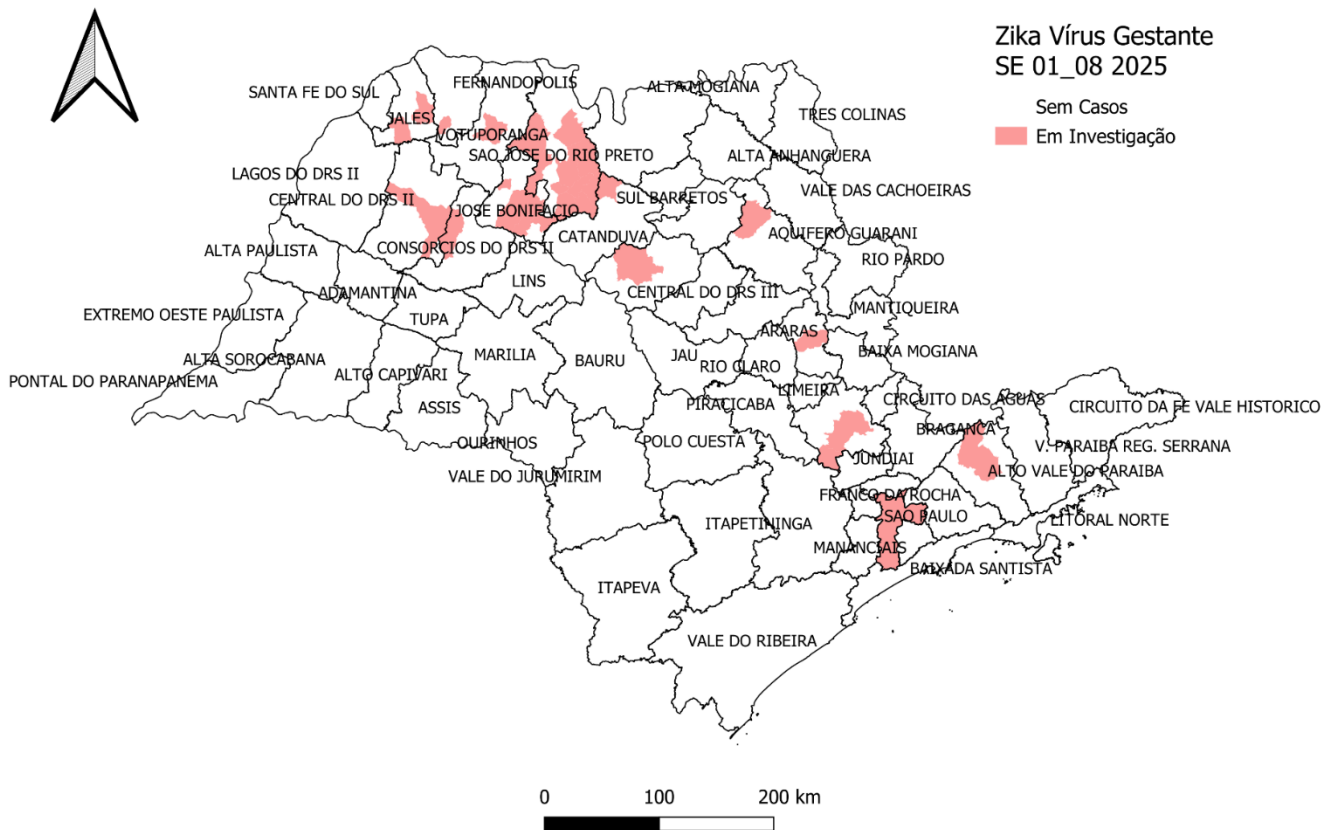 Zika Vírus Gestante
SE 01_08 2025
Sem Casos
Em Investigação
FERNANDOPOLIS
ALTA MOGIANA
SANTA FE DO SUL
TRES COLINAS
JALES
VOTUPORANGA
SAO JOSE DO RIO PRETO
ALTA ANHANGUERA
LAGOS DO DRS II
VALE DAS CACHOEIRAS
CENTRAL DO DRS II
SUL BARRETOS
JOSE BONIFACIO
AQUIFERO GUARANI
CATANDUVA
ALTA PAULISTA
CONSORCIOS DO DRS II
RIO PARDO
LINS
ADAMANTINA
CENTRAL DO DRS III
MANTIQUEIRA
EXTREMO OESTE PAULISTA
TUPA
ARARAS
BAIXA MOGIANA
MARILIA
BAURU
JAU
ALTA SOROCABANA
RIO CLARO
ALTO CAPIVARI
PONTAL DO PARANAPANEMA
LIMEIRA
CIRCUITO DAS AGUAS
PIRACICABA
ASSIS
CIRCUITO DA FE VALE HISTORICO
BRAGANCA
OURINHOS
POLO CUESTA
V. PARAIBA REG. SERRANA
JUNDIAI
ALTO VALE DO PARAIBA
VALE DO JURUMIRIM
FRANCO DA ROCHA
SAO PAULO
LITORAL NORTE
ITAPETININGA
MANANCIAIS
BAIXADA SANTISTA
ITAPEVA
VALE DO RIBEIRA
0 100 200 km